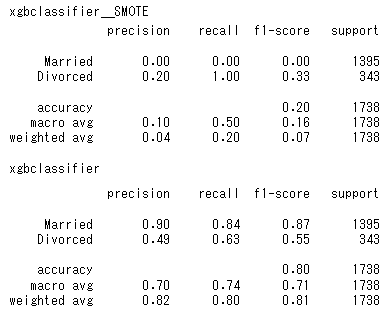 xgbclassifier__SMOTE
precision recall f1-score support
Married 0.00 0.00 0.00 1395
Divorced 0.20 1.00 0.33 343
accuracy 0.20 1738
macro avg 0.10 0.50 0.16 1738
weighted avg 0.04 0.20 0.07 1738
xgbclassifier
precision recall f1-score support
Married 0.90 0.84 0.87 1395
Divorced 0.49 0.63 0.55 343
accuracy 0.80 1738
macro avg 0.70 0.74 0.71 1738
weighted avg 0.82 0.80 0.81 1738